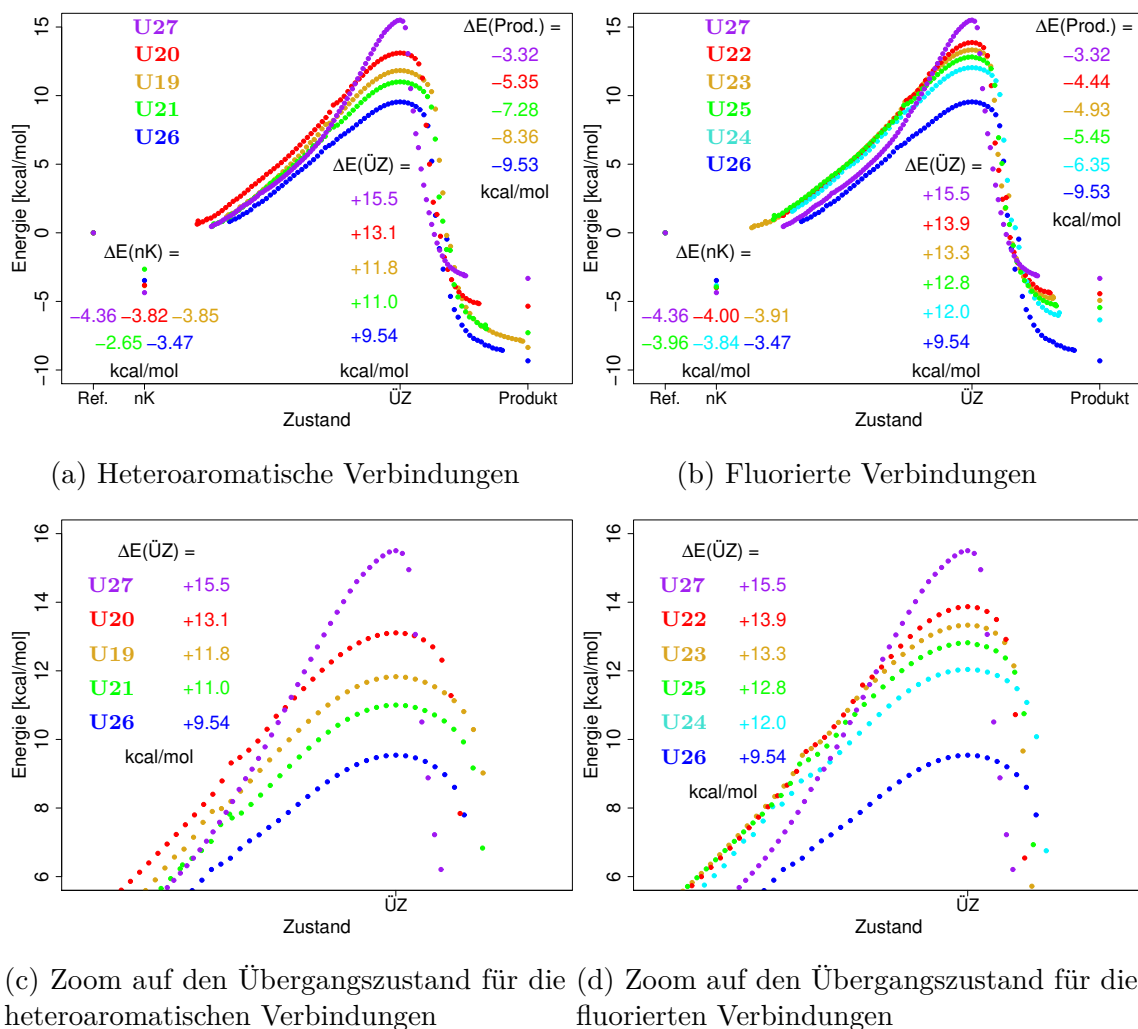 U27
U20
U19
U21
U26
ΔE(Prod.) =
−3.32
−5.35
−7.28
−8.36
−9.53
kcal/mol
ΔE(ÜZ) =
+15.5
+13.1
+11.8
+11.0
+9.54
kcal/mol
ΔE(nK) =
−4.36 −3.82 −3.85
−2.65 −3.47
kcal/mol
Energie [kcal/mol]
15
10
5
0
−5
−10
Ref. nK ÜZ Produkt
Zustand
(a) Heteroaromatische Verbindungen
U27
U22
U23
U25
U24
U26
ΔE(Prod.) =
−3.32
−4.44
−4.93
−5.45
−6.35
−9.53
kcal/mol
ΔE(ÜZ) =
+15.5
+13.9
+13.3
+12.8
+12.0
+9.54
kcal/mol
ΔE(nK) =
−4.36 −4.00 −3.91
−3.96 −3.84 −3.47
kcal/mol
Energie [kcal/mol]
15
10
5
0
−5
−10
Ref. nK ÜZ Produkt
Zustand
(b) Fluorierte Verbindungen
ΔE(ÜZ) =
U27 +15.5
U20 +13.1
U19 +11.8
U21 +11.0
U26 +9.54
kcal/mol
Energie [kcal/mol]
16
14
12
10
8
6
ÜZ
Zustand
(c) Zoom auf den Übergangszustand für die
heteroaromatischen Verbindungen
ΔE(ÜZ) =
U27 +15.5
U22 +13.9
U23 +13.3
U25 +12.8
U24 +12.0
U26 +9.54
kcal/mol
Energie [kcal/mol]
16
14
12
10
8
6
ÜZ
Zustand
(d) Zoom auf den Übergangszustand für die
fluorierten Verbindungen